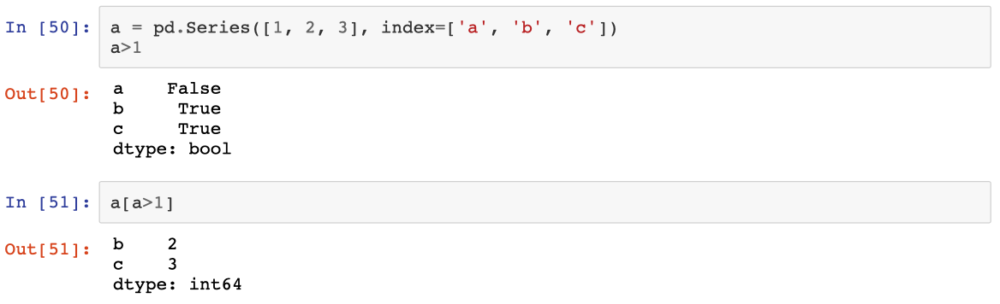 In [50]: a = pd.Series([1, 2, 3], index=['a', 'b', 'c'])
a>1
Out[50]: a    False
b     True
c     True
dtype: bool
In [51]: a[a>1]
Out[51]: b    2
c    3
dtype: int64